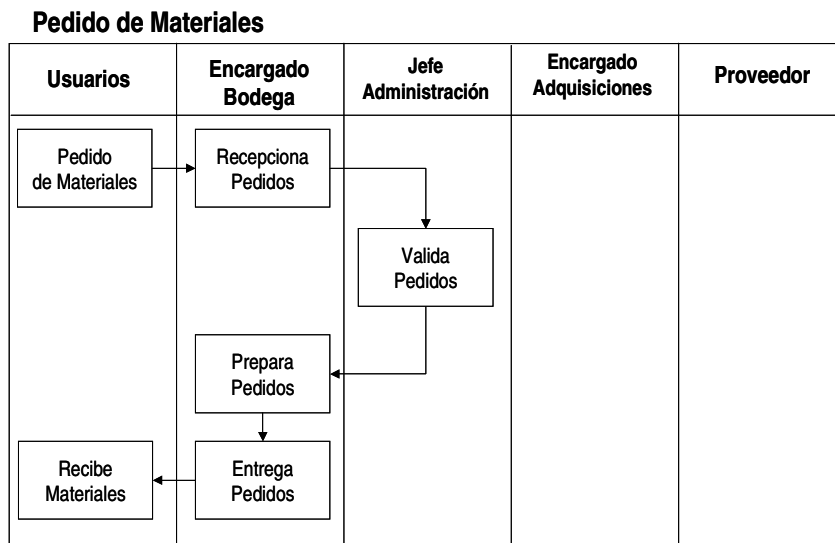 Pedido de Materiales
Usuarios
Encargado
Bodega
Jefe
Administración
Encargado
Adquisiciones
Proveedor
Pedido
de Materiales
Recepciona
Pedidos
Valida
Pedidos
Prepara
Pedidos
Recibe
Materiales
Entrega
Pedidos